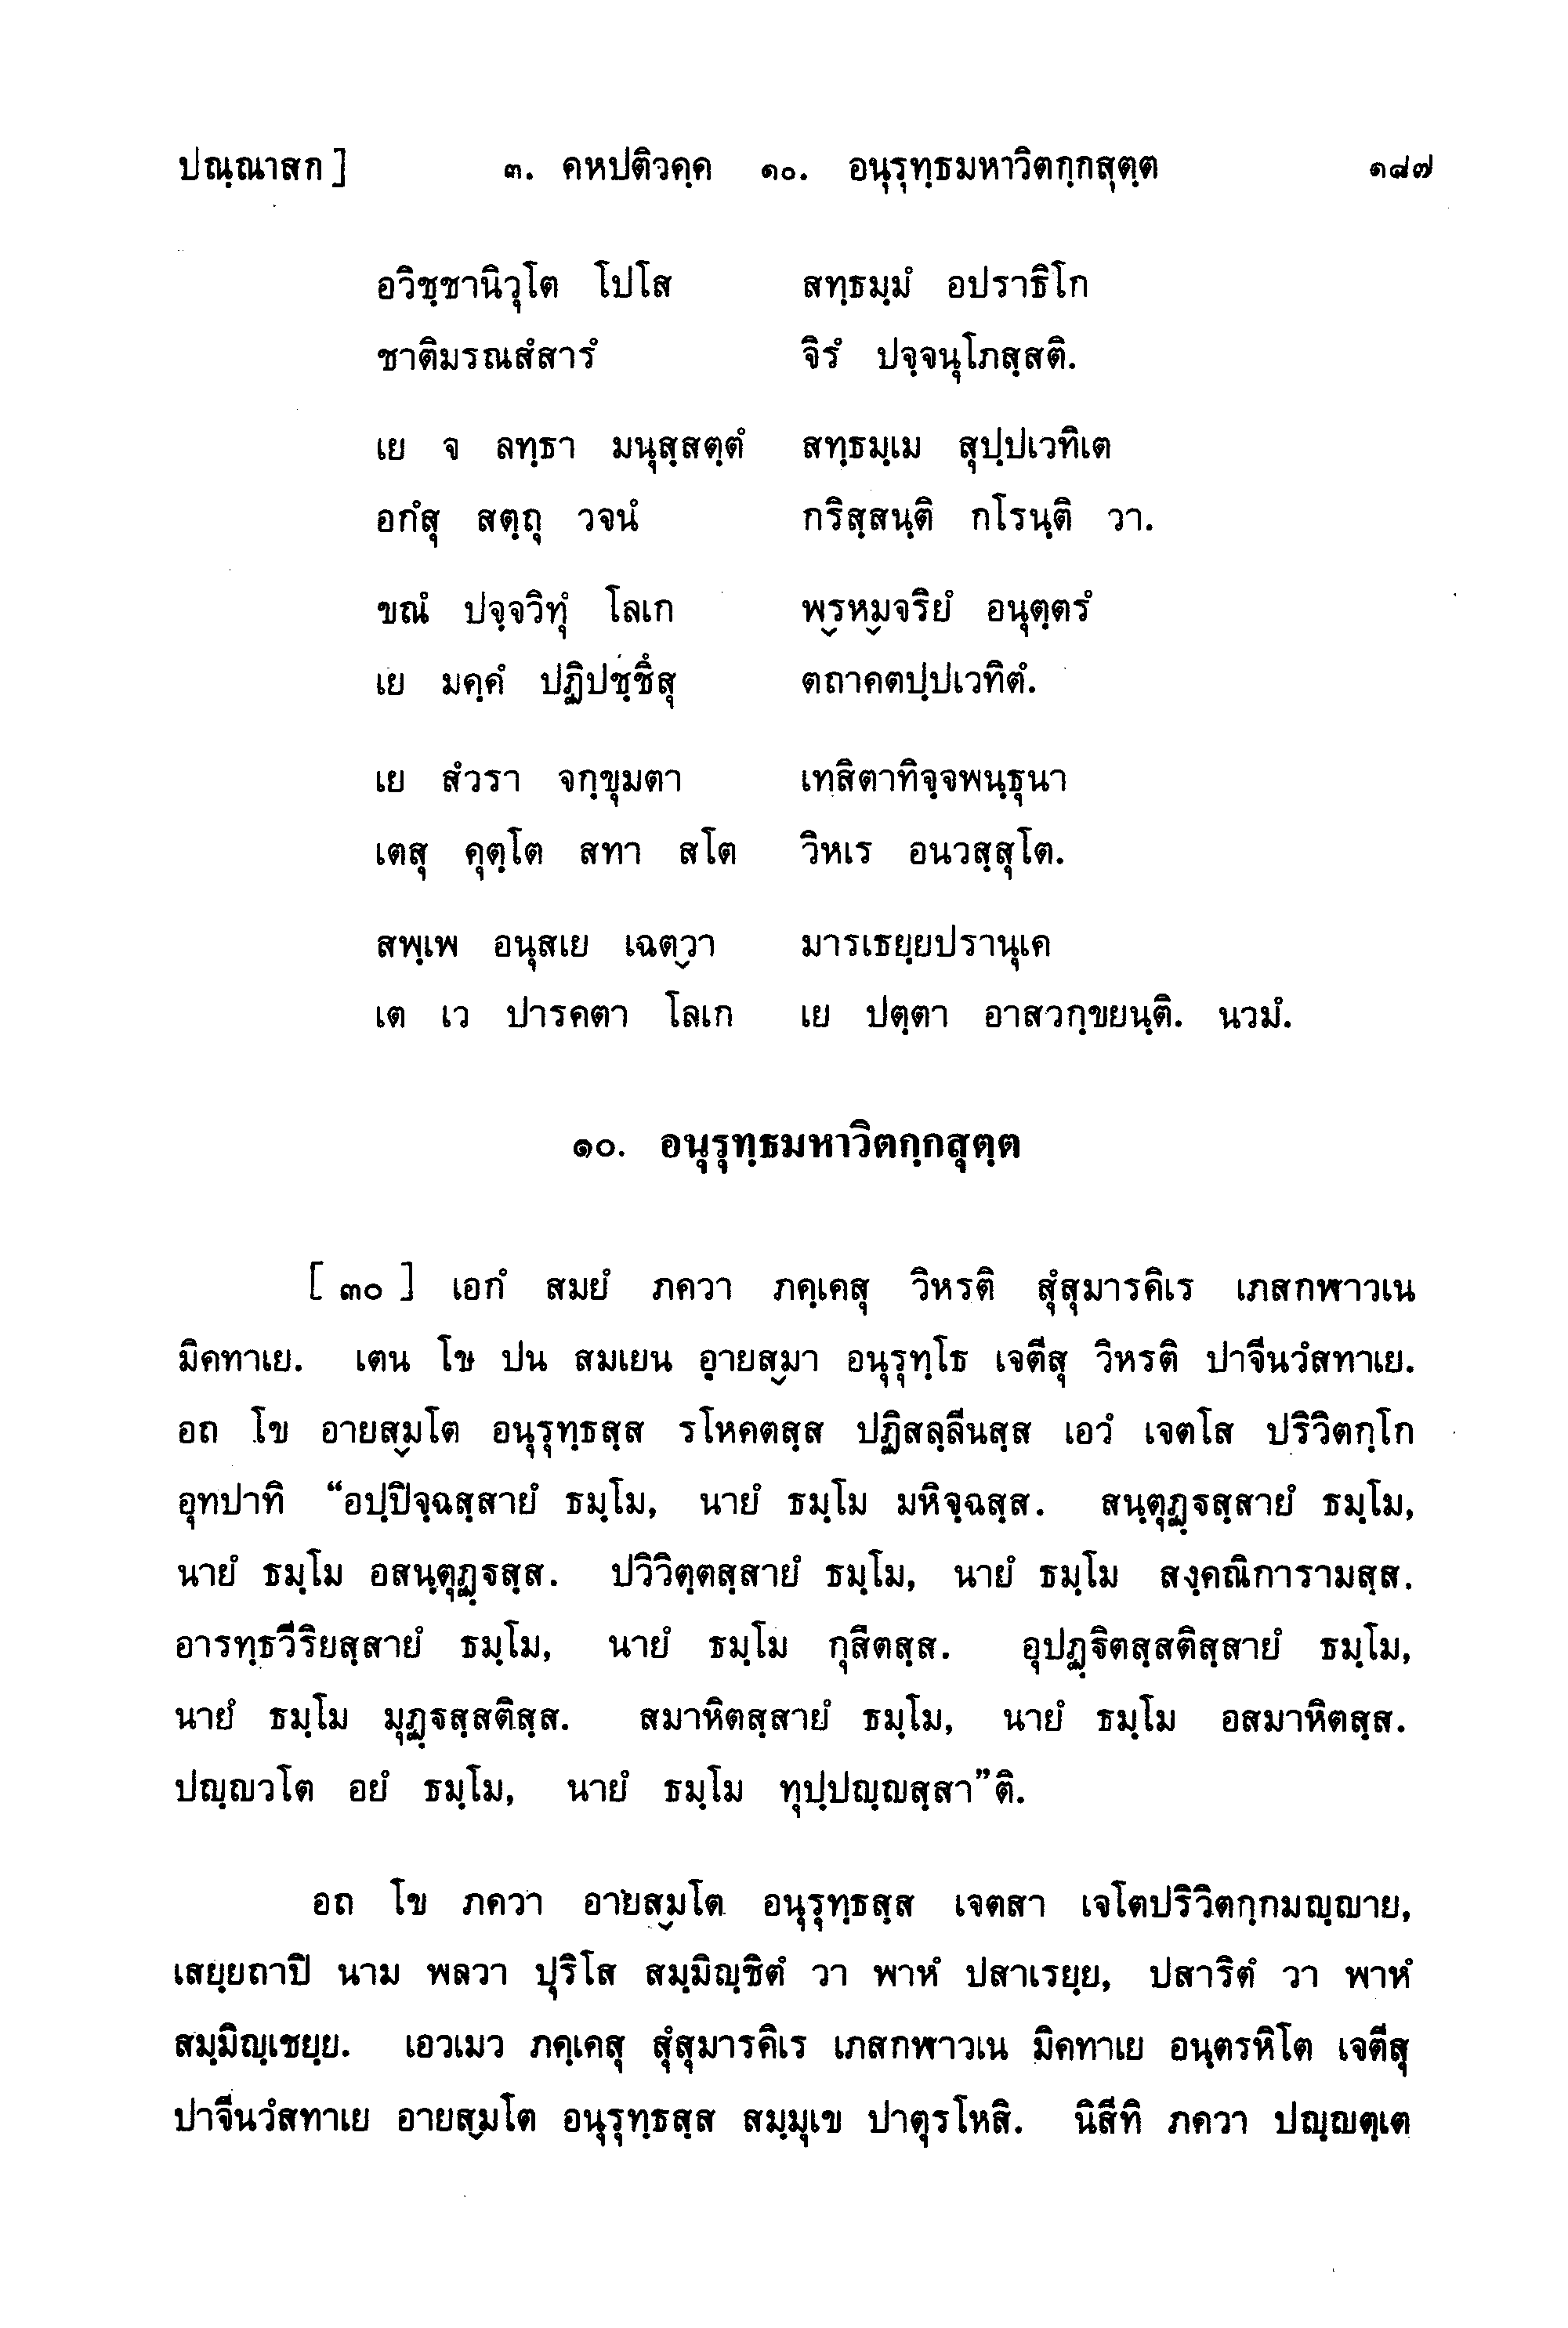 ปณฺณาสก]  ๓. คหปติวคฺค  ๑๐. อนุรุทฺธมหาวิตกฺกสุตฺต  ๑๘๗
อวิชฺชานิวุโต โปโส  สทฺธมฺมํ อปราธิโก
ชาติมรณสํสารํ  จิรํ ปจฺจนุโภสฺสติ.
เย จ ลทฺธา มนุสฺสตฺตํ  สทฺธมฺเม สุปฺปเวทิเต
อกํสุ สตฺถุ วจนํ  กริสฺสนฺติ กโรนฺติ วา.
ขณํ ปจฺจวิทุํ โลเก  พฺรหฺมจริยํ อนุตฺตรํ
เย มคฺคํ ปฏิปชฺชึสุ  ตถาคตปฺปเวทิตํ.
เย สํวรา จกฺขุมตา  เทสิตาทิจฺจพนฺธุนา
เตสุ คุตฺโต สทา สโต  วิหเร อนวสฺสุโต.
สพฺเพ อนุสเย เฉตฺวา  มารเธยฺยปรานุเค
เต เว ปารคตา โลเก  เย ปตฺตา อาสวกฺขยนฺติ. นวมํ.
๑๐. อนุรุทฺธมหาวิตกฺกสุตฺต
[๓๐] เอกํ สมยํ ภควา ภคฺเคสุ วิหรติ สุํสุมารคิเร เภสกฬาวเน
มิคทาเย. เตน โข ปน สมเยน อายสฺมา อนุรุทฺโธ เจตีสุ วิหรติ ปาจีนวํสทาเย.
อถ โข อายสฺมโต อนุรุทฺธสฺส รโหคตสฺส ปฏิสลฺลีนสฺส เอวํ เจตโส ปริวิตกฺโก
อุทปาทิ “อปฺปิจฺฉสฺสายํ ธมฺโม, นายํ ธมฺโม มหิจฺฉสฺส. สนฺตุฏฺฐสฺสายํ ธมฺโม,
นายํ ธมฺโม อสนฺตุฏฺฐสฺส. ปวิวิตฺตสฺสายํ ธมฺโม, นายํ ธมฺโม สงฺคณิการามสฺส.
อารทฺธวีริยสฺสายํ ธมฺโม, นายํ ธมฺโม กุสีตสฺส. อุปฏฺฐิตสฺสติสฺสายํ ธมฺโม,
นายํ ธมฺโม มุฏฺฐสฺสติสฺส. สมาหิตสฺสายํ ธมฺโม, นายํ ธมฺโม อสมาหิตสฺส.
ปญฺญวโต อยํ ธมฺโม, นายํ ธมฺโม ทุปฺปญฺญสฺสา”ติ.
อถ โข ภควา อายสฺมโต อนุรุทฺธสฺส เจตสา เจโตปริวิตกฺกมญฺญาย,
เสยฺยถาปิ นาม พลวา ปุริโส สมฺมิญฺชิตํ วา พาหํ ปสาเรยฺย, ปสาริตํ วา พาหํ
สมฺมิญฺเชยฺย. เอวเมว ภคฺเคสุ สุํสุมารคิเร เภสกฬาวเน มิคทาเย อนฺตรหิโต เจตีสุ
ปาจีนวํสทาเย อายสฺมโต อนุรุทฺธสฺส สมฺมุเข ปาตุรโหสิ. นิสีทิ ภควา ปญฺญตฺเต